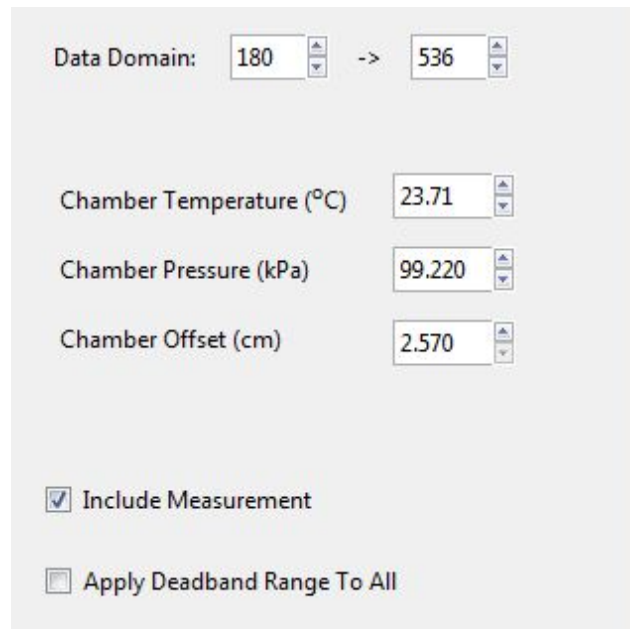 Data Domain: 180 -> 536
Chamber Temperature (°C) 23.71
Chamber Pressure (kPa) 99.220
Chamber Offset (cm) 2.570
Include Measurement
Apply Deadband Range To All